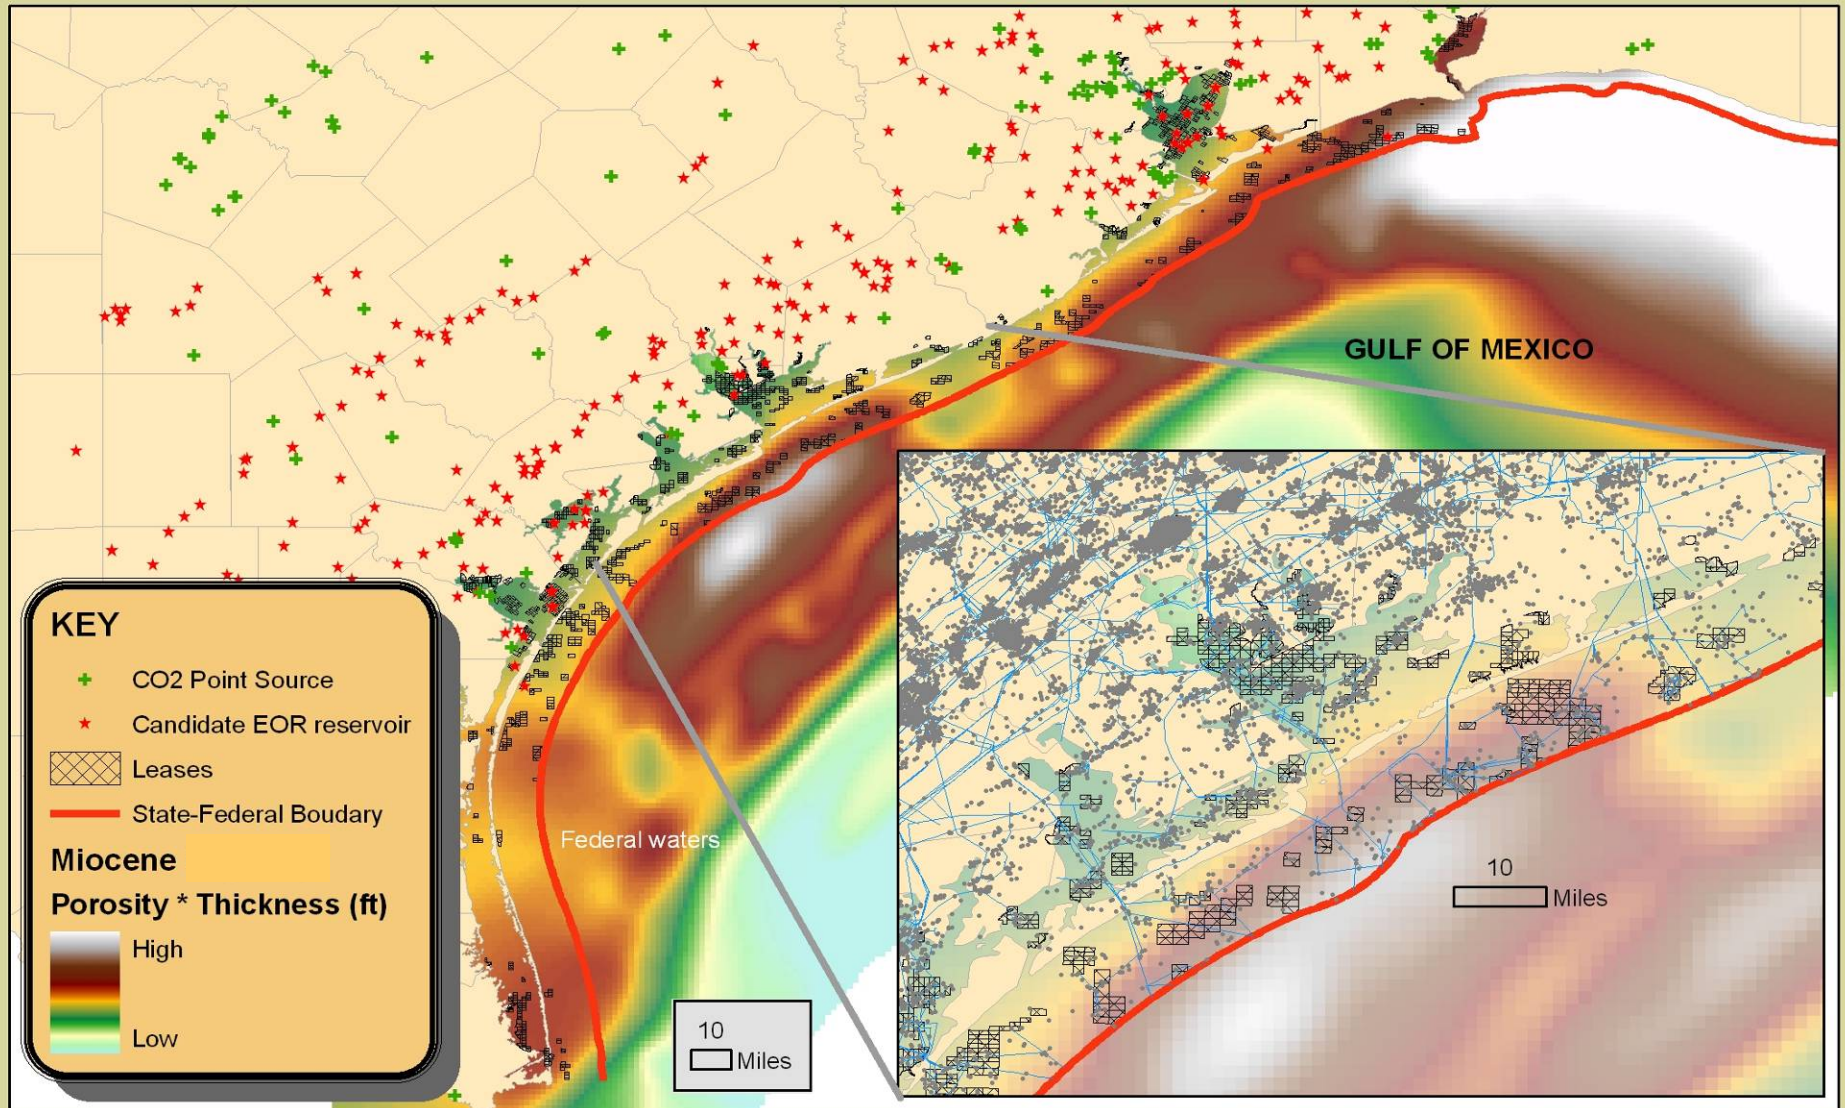 GULF OF MEXICO
Federal waters
KEY
CO2 Point Source
Candidate EOR reservoir
Leases
State-Federal Boudary
Miocene
Porosity * Thickness (ft)
High
Low
10
Miles
10
Miles